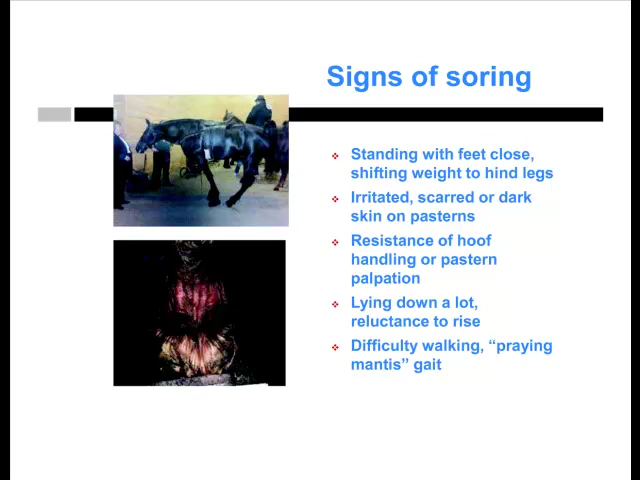 Signs of soring
Standing with feet close,
shifting weight to hind legs
Irritated, scarred or dark
skin on pasterns
Resistance of hoof
handling or pastern
palpation
Lying down a lot,
reluctance to rise
Difficulty walking, “praying
mantis” gait